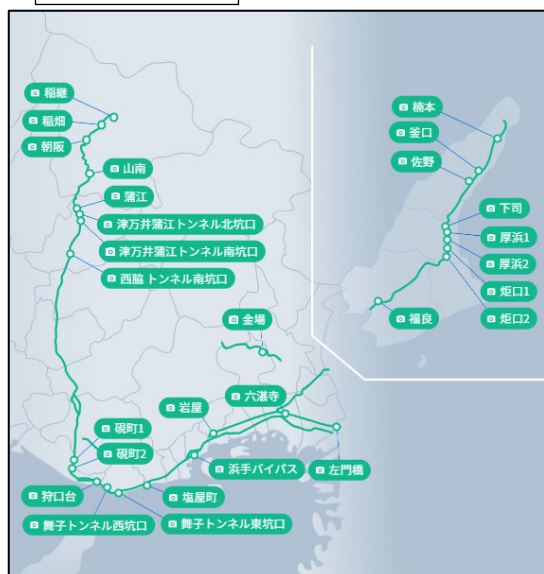 稲継
稲畑
朝阪
山南
蒲江
津万井蒲江トンネル北坑口
津万井蒲江トンネル南坑口
西脇トンネル南坑口
金場
岩屋
六湛寺
硯町1
硯町2
狩口台
舞子トンネル西坑口
舞子トンネル東坑口
塩屋町
浜手バイパス
左門橋
楠本
釜口
佐野
下司
厚浜1
厚浜2
炬口1
炬口2
福良